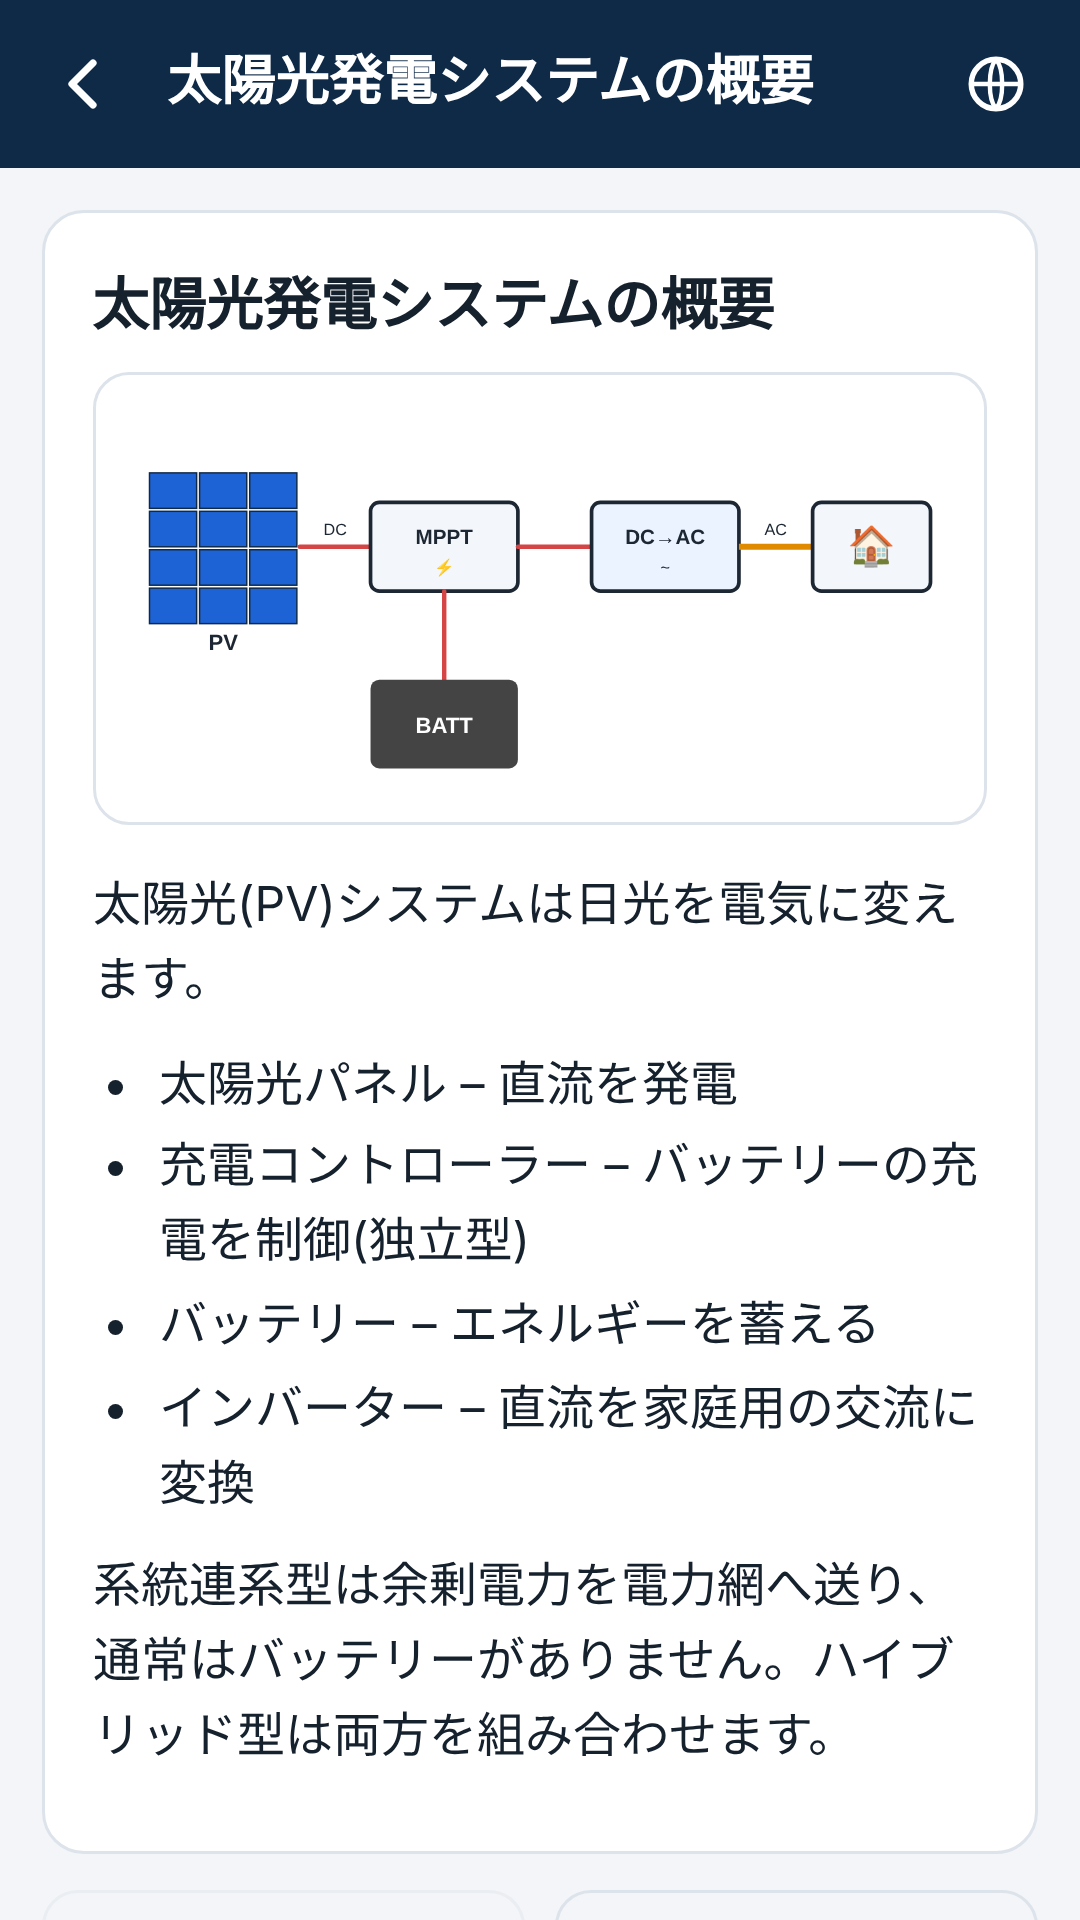 太陽光発電システムの概要
太陽光発電システムの概要
DC
MPPT
DC→AC
~
AC
PV
BATT
太陽光(PV)システムは日光を電気に変え
ます。
• 太陽光パネル – 直流を発電
• 充電コントローラー – バッテリーの充
電を制御(独立型)
• バッテリー – エネルギーを蓄える
• インバーター – 直流を家庭用の交流に
変換
系統連系型は余剰電力を電力網へ送り、
通常はバッテリーがありません。ハイブ
リッド型は両方を組み合わせます。